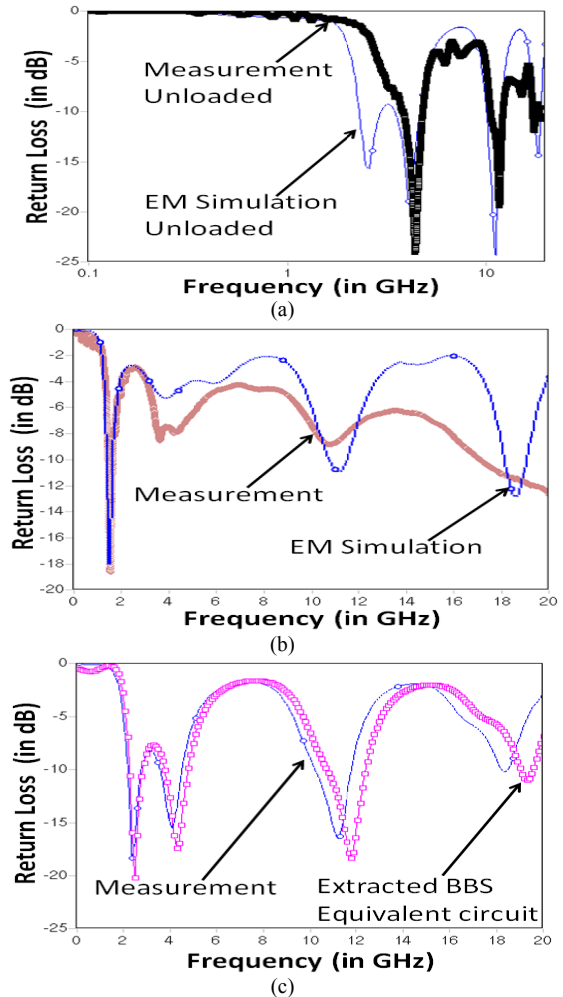 Return Loss (in dB)
0
-5
-10
-15
-20
-25
Measurement
Unloaded
EM Simulation
Unloaded
0.1
1
10
Frequency (in GHz)
(a)
Return Loss (in dB)
0
-2
-4
-6
-8
-10
-12
-14
-16
-18
-20
Measurement
EM Simulation
0
2
4
6
8
10
12
14
16
18
20
Frequency (in GHz)
(b)
Return Loss (in dB)
0
-5
-10
-15
-20
-25
Measurement
Extracted BBS
Equivalent circuit
0
2
4
6
8
10
12
14
16
18
20
Frequency (in GHz)
(c)